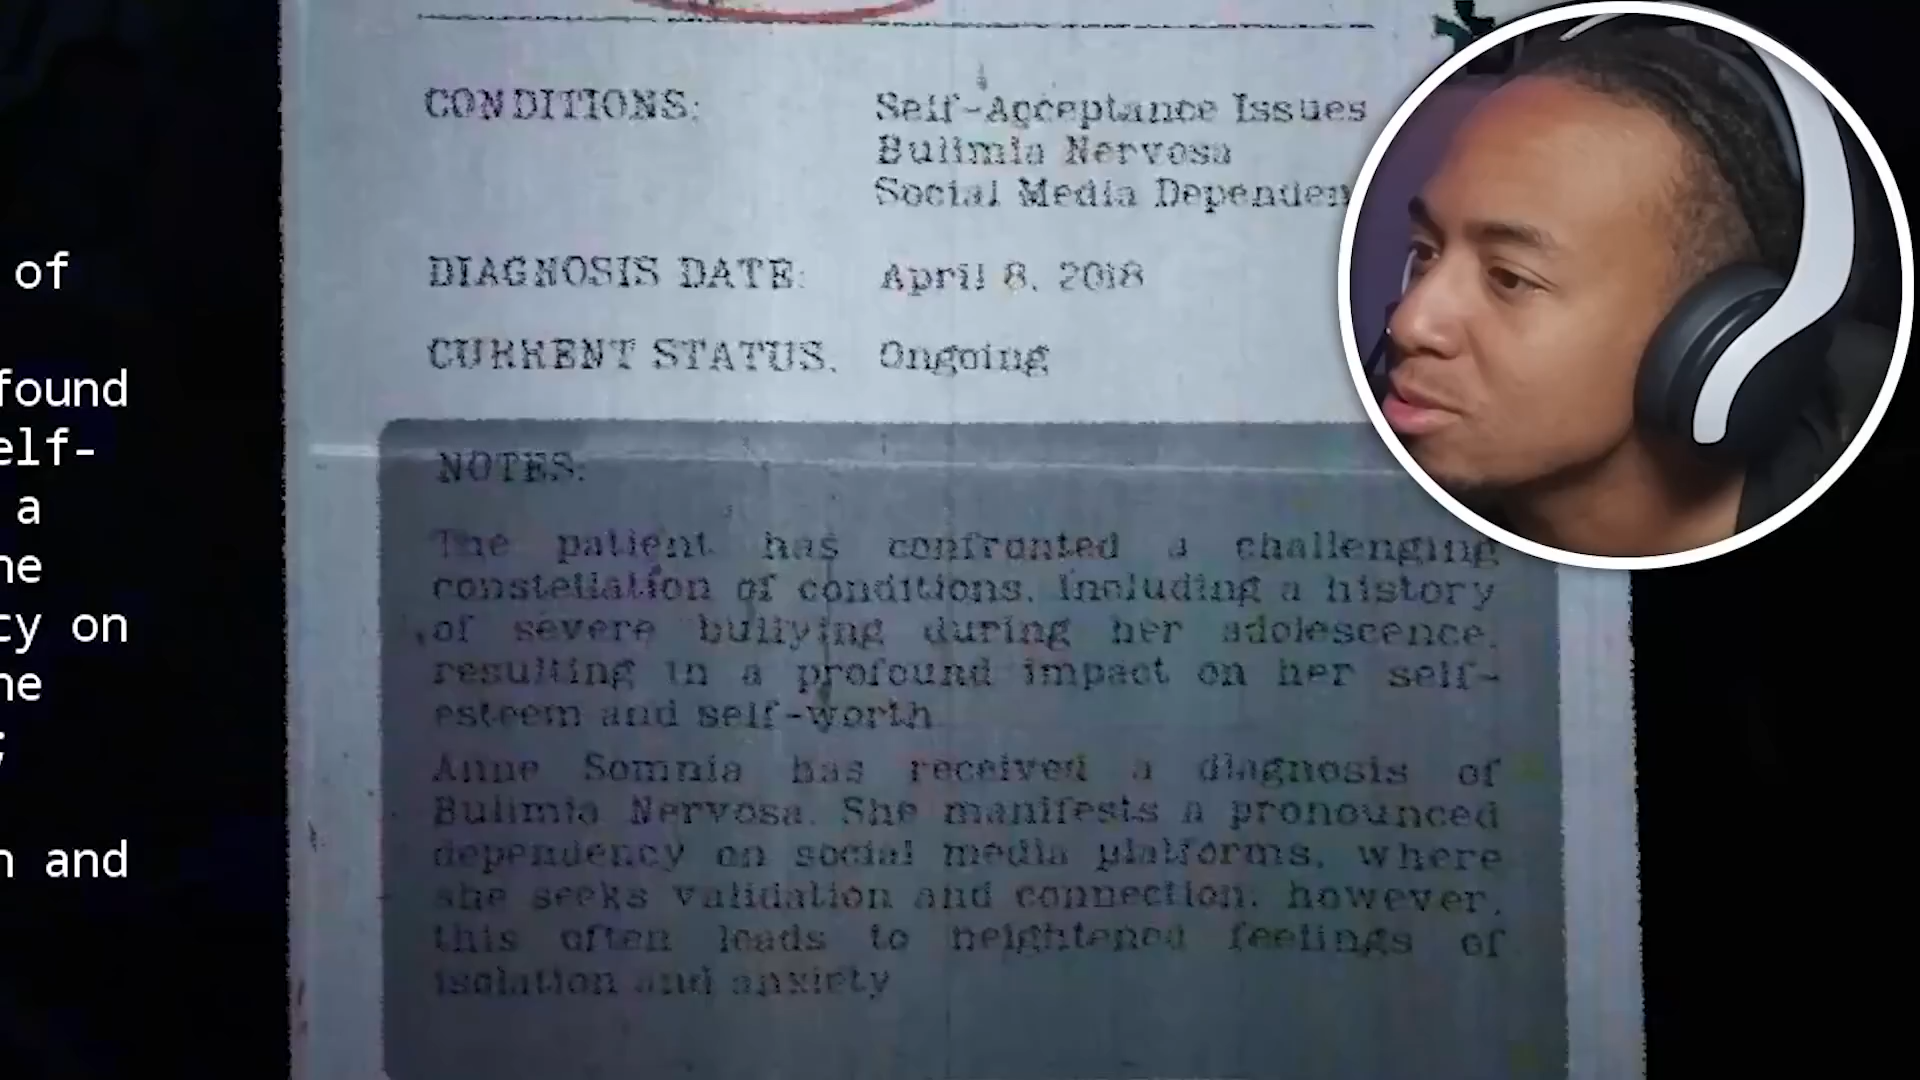 of
found
elf-
a
ne
cy on
ne
n and
CONDITIONS:
Self-Acceptance Issues
Bulimia Nervosa
Social Media Dependen
DIAGNOSIS DATE:
April 8, 2018
CURRENT STATUS:
Ongoing
NOTES:
The patient has confronted a challenging
constellation of conditions, including a history
of severe bullying during her adolescence,
resulting in a profound impact on her self-
esteem and self-worth
Anne Somnia has received a diagnosis of
Bulimia Nervosa. She manifests a pronounced
dependency on social media platforms, where
she seeks validation and connection; however,
this often leads to heightened feelings of
isolation and anxiety